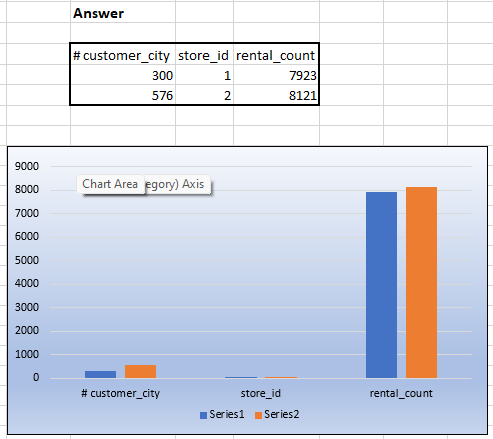 Answer
# customer_city store_id rental_count
300 1 7923
576 2 8121
9000
Chart Area egory) Axis
8000
7000
6000
5000
4000
3000
2000
1000
0
# customer_city store_id rental_count
Series1 Series2